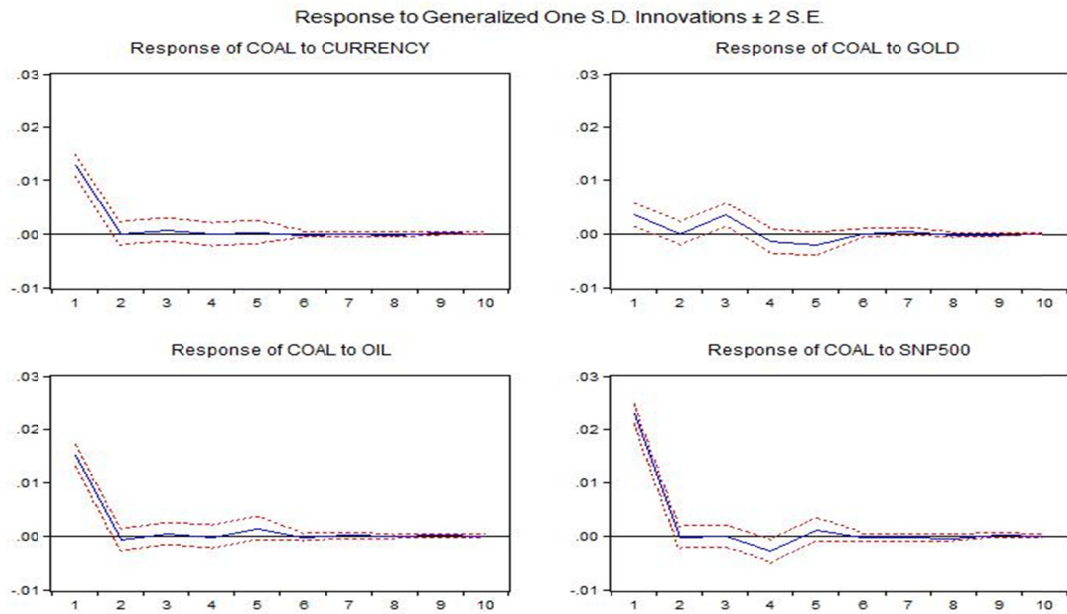 Response to Generalized One S.D. Innovations ± 2 S.E.
Response of COAL to CURRENCY
.03
.02
.01
.00
-.01
1 2 3 4 5 6 7 8 9 10
Response of COAL to GOLD
.03
.02
.01
.00
-.01
1 2 3 4 5 6 7 8 9 10
Response of COAL to OIL
.03
.02
.01
.00
-.01
1 2 3 4 5 6 7 8 9 10
Response of COAL to SNP500
.03
.02
.01
.00
-.01
1 2 3 4 5 6 7 8 9 10